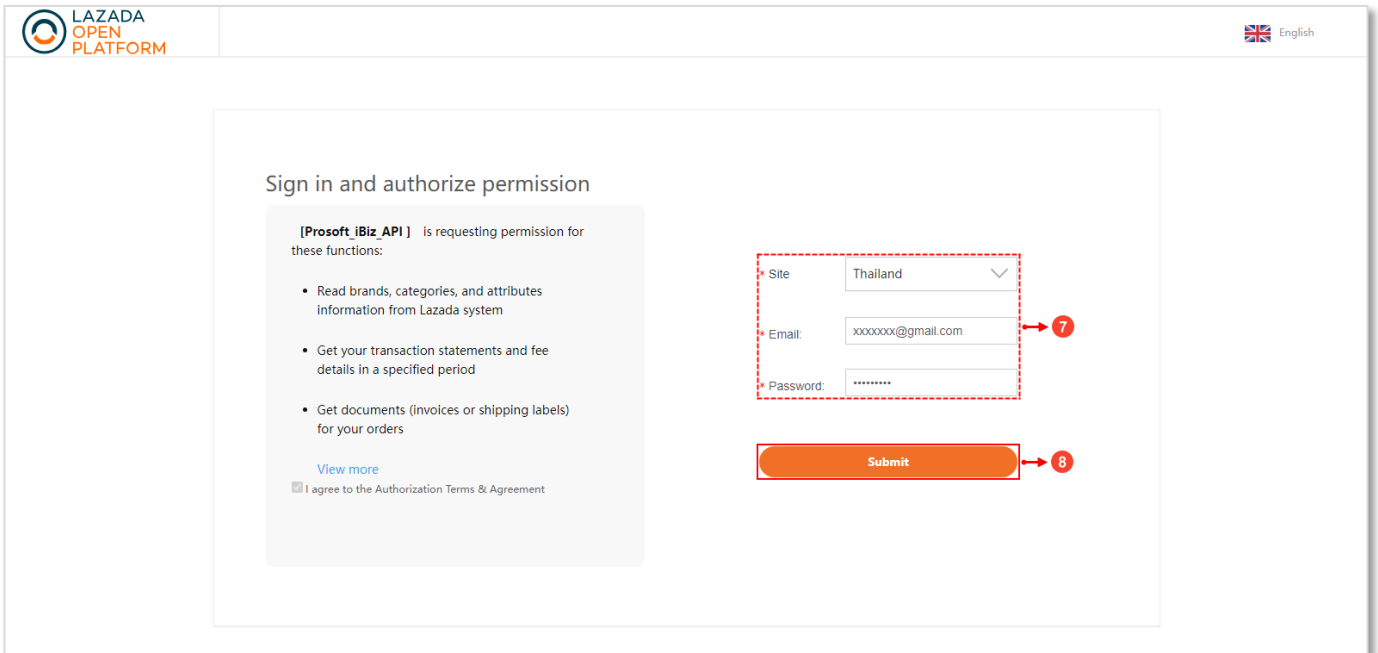 LAZADA
OPEN
PLATFORM
English
Sign in and authorize permission
[Prosoft_iBiz_API ] is requesting permission for
these functions:
• Read brands, categories, and attributes
information from Lazada system
• Get your transaction statements and fee
details in a specified period
• Get documents (invoices or shipping labels)
for your orders
View more
I agree to the Authorization Terms & Agreement
* Site Thailand
* Email: xxxxxxx@gmail.com
7
* Password: •••••••••
Submit
8